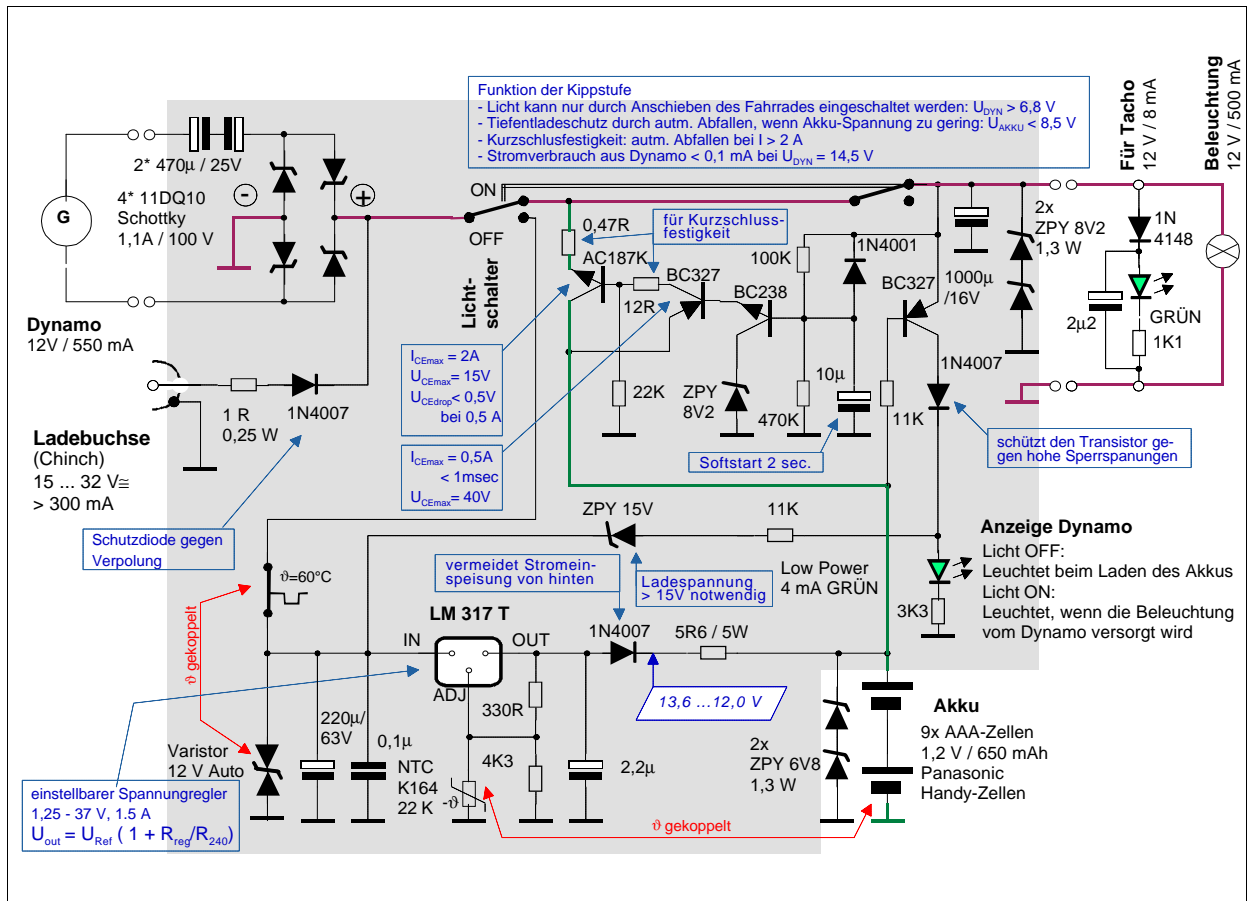 Funktion der Kippstufe
- Licht kann nur durch Anschieben des Fahrrades eingeschaltet werden: U_DYN > 6,8 V
- Tiefentladeschutz durch autm. Abfallen, wenn Akku-Spannung zu gering: U_AKKU < 8,5 V
- Kurzschlusfestigkeit: autm. Abfallen bei I > 2 A
- Stromverbrauch aus Dynamo < 0,1 mA bei U_DYN = 14,5 V
Für Tacho
12 V / 8 mA
Beleuchtung
12 V / 500 mA
2* 470µ / 25V
4* 11DQ10
Schottky
1,1A / 100 V
-
+
G
ON
OFF
Licht-
schalter
0,47R
für Kurzschluss-
festigkeit
AC187K
12R
BC327
BC238
100K
1N4001
BC327
1000µ
/16V
2x
ZPY 8V2
1,3 W
1N
4148
GRÜN
2µ2
1K1
Dynamo
12V / 550 mA
I_CEmax = 2A
U_CEmax = 15V
U_CEdrop < 0,5V
bei 0,5 A
22K
ZPY
8V2
470K
10µ
11K
1N4007
1 R
0,25 W
1N4007
Ladebuchse
(Chinch)
15 ... 32 V≅
> 300 mA
I_CEmax = 0,5A
< 1msec
U_CEmax = 40V
Softstart 2 sec.
schützt den Transistor ge-
gen hohe Sperrspanungen
Schutzdiode gegen
Verpolung
ZPY 15V
11K
Anzeige Dynamo
Licht OFF:
Leuchtet beim Laden des Akkus
Licht ON:
Leuchtet, wenn die Beleuchtung
vom Dynamo versorgt wird
vermeidet Stromein-
speisung von hinten
Ladespannung
> 15V notwendig
Low Power
4 mA GRÜN
3K3
ϑ=60°C
ϑ gekoppelt
LM 317 T
IN
OUT
ADJ
1N4007
5R6 / 5W
13,6 ...12,0 V
330R
4K3
220µ/
63V
0,1µ
NTC
K164
22 K
-ϑ
2,2µ
Varistor
12 V Auto
2x
ZPY 6V8
1,3 W
Akku
9x AAA-Zellen
1,2 V / 650 mAh
Panasonic
Handy-Zellen
ϑ gekoppelt
einstellbarer Spannungregler
1,25 - 37 V, 1.5 A
U_out = U_Ref ( 1 + R_reg/R_240)